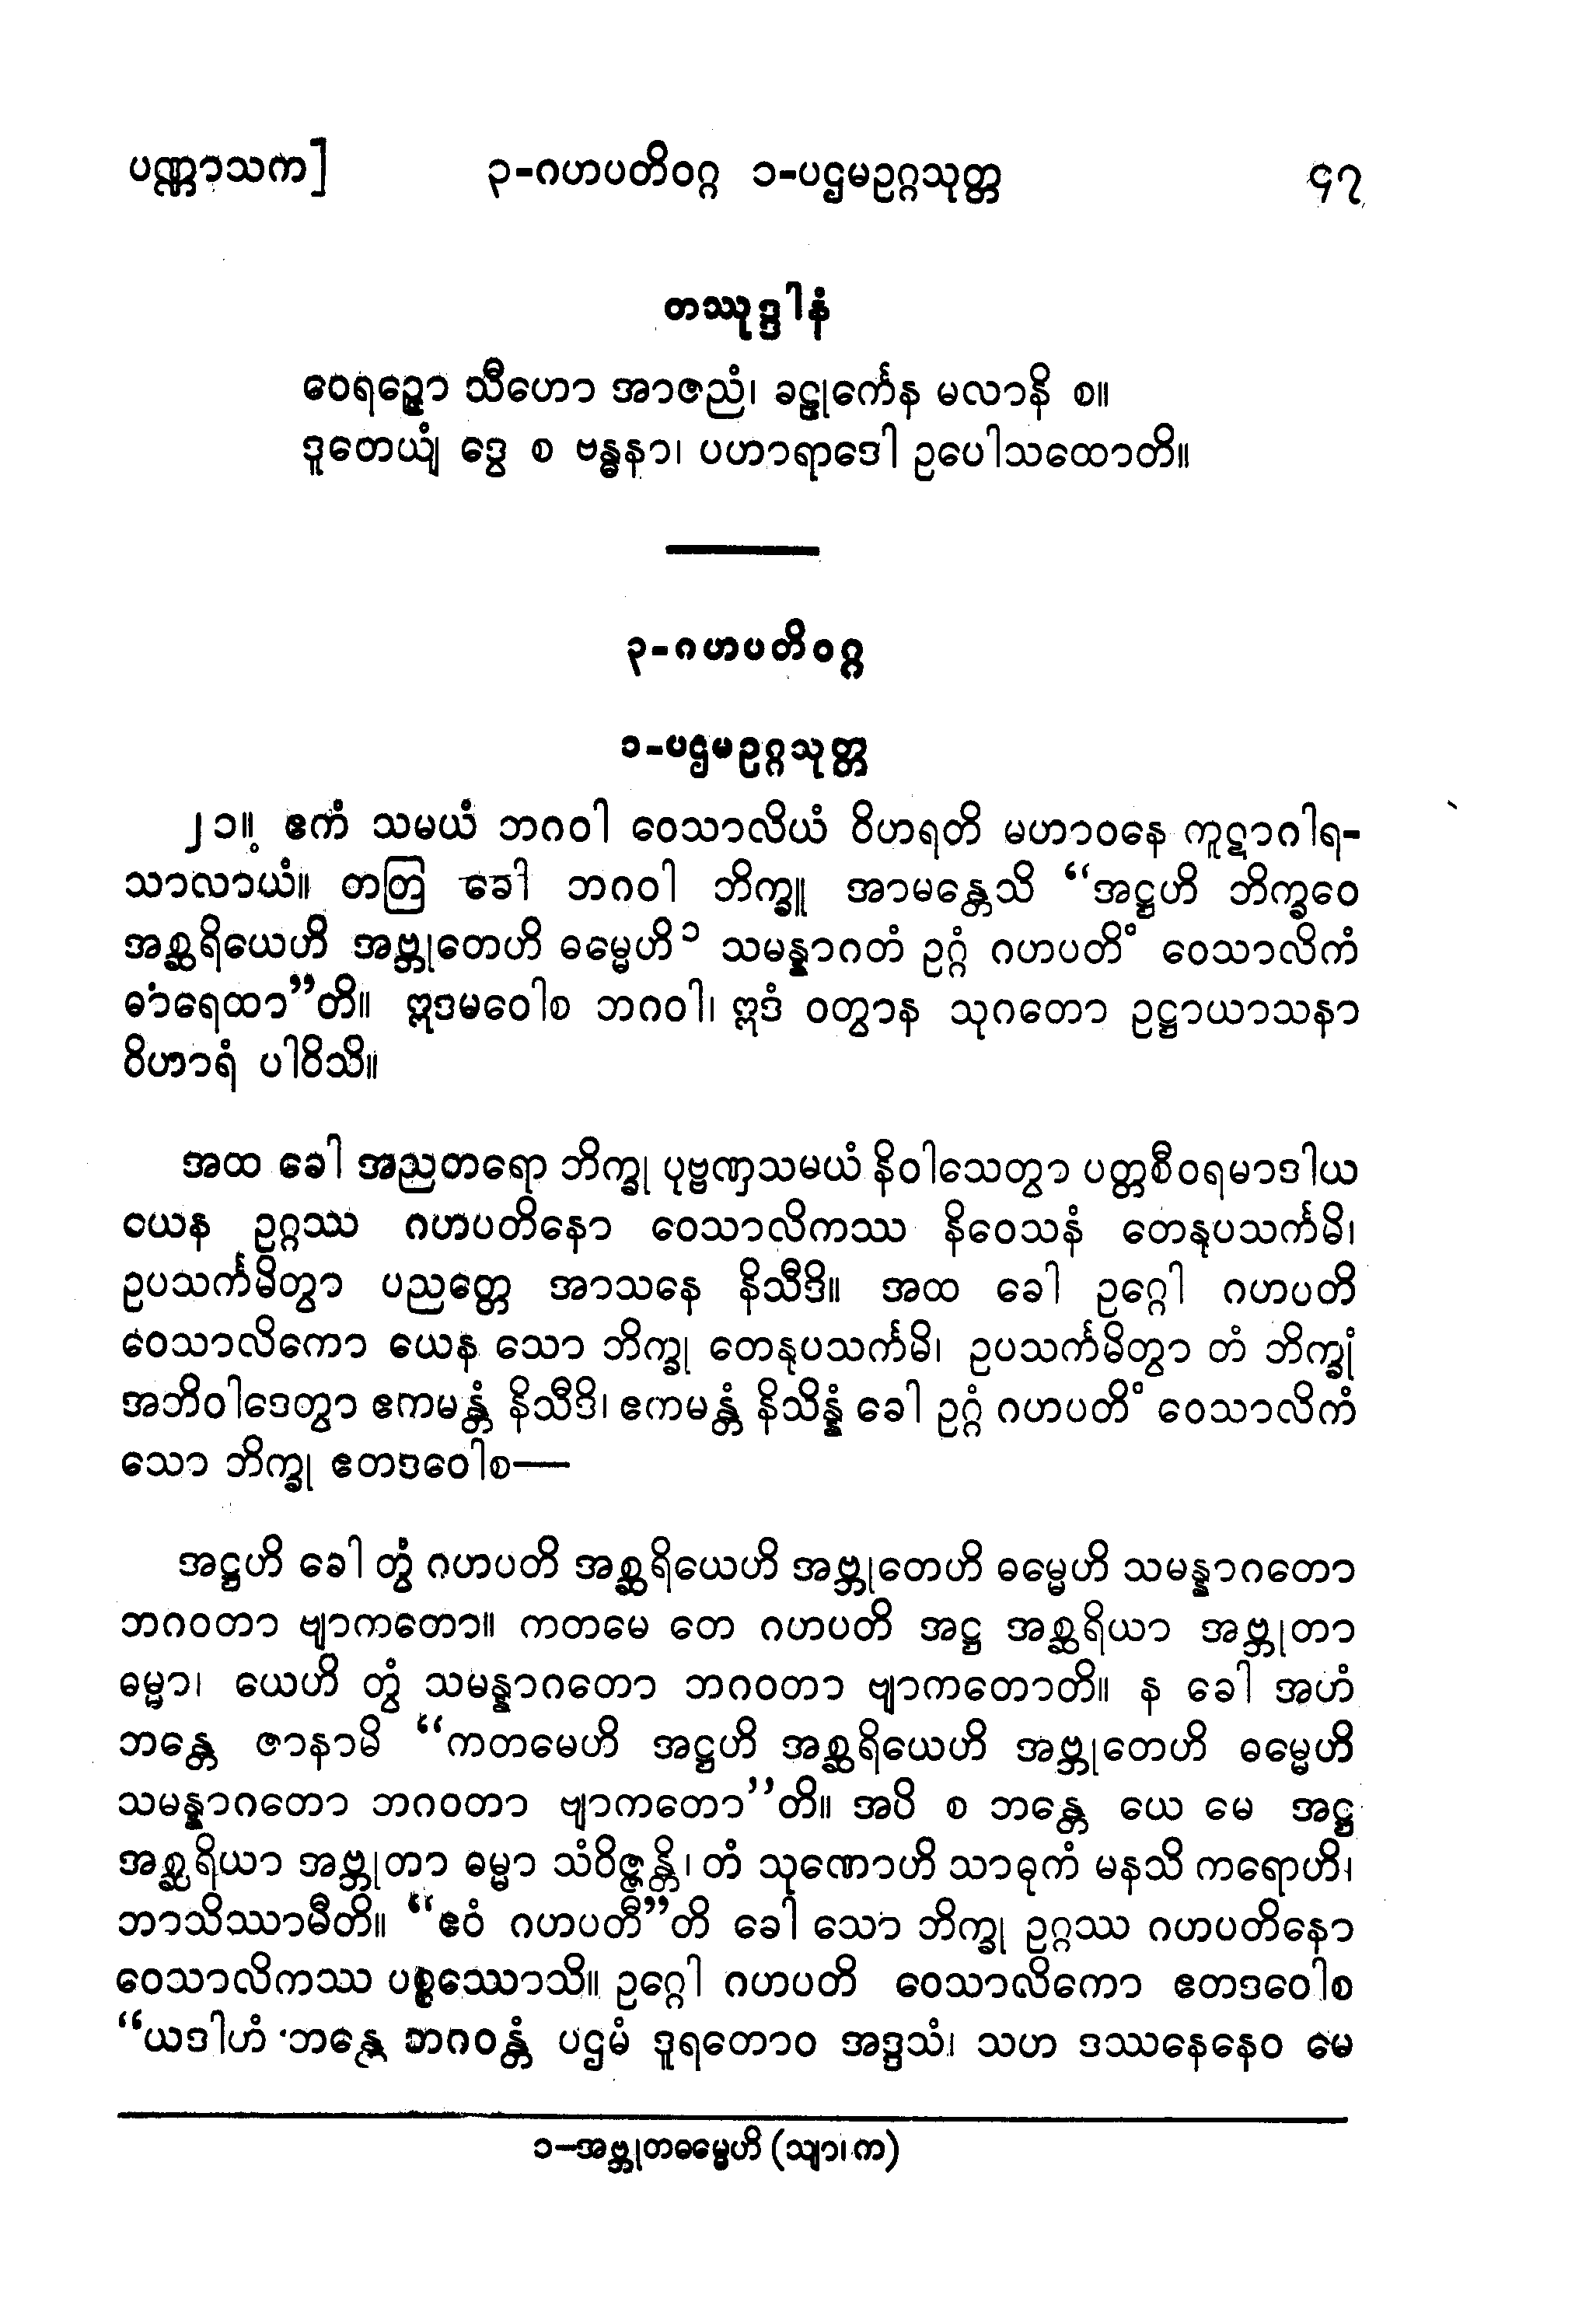 ပဏ္ဏာသက]
၃-ဂဟပတိဝဂ္ဂ ၁-ပဌမဥဂ္ဂသုတ္တ
၄၇
တဿုဒ္ဒါနံ
ဝေရဉ္ဇော သီဟော အာဇညံ၊ ခဠုင်္ကေန မလာနိ စ။
ဒူတေယျံ ဒွေ စ ဗန္ဓနာ၊ ပဟာရာဒေါ ဥပေါသထောတိ။
၃-ဂဟပတိဝဂ္ဂ
၁-ပဌမဥဂ္ဂသုတ္တ
၂၁။ ဧကံ သမယံ ဘဂဝါ ဝေသာလိယံ ဝိဟရတိ မဟာဝနေ ကူဋာဂါရ-
သာလာယံ။ တတြ ခေါ ဘဂဝါ ဘိက္ခူ အာမန္တေသိ “အဋ္ဌဟိ ဘိက္ခဝေ
အစ္ဆရိယေဟိ အဗ္ဘုတေဟိ ဓမ္မေဟိ၁ သမန္နာဂတံ ဥဂ္ဂံ ဂဟပတိံ ဝေသာလိကံ
ဓာရေထာ”တိ။ ဣဒမဝေါစ ဘဂဝါ၊ ဣဒံ ဝတွာန သုဂတော ဥဋ္ဌာယာသနာ
ဝိဟာရံ ပါဝိသိ။
အထ ခေါ အညတရော ဘိက္ခု ပုဗ္ဗဏှသမယံ နိဝါသေတွာ ပတ္တစီဝရမာဒါယ
ယေန ဥဂ္ဂဿ ဂဟပတိနော ဝေသာလိကဿ နိဝေသနံ တေနုပသင်္ကမိ၊
ဥပသင်္ကမိတွာ ပညတ္တေ အာသနေ နိသီဒိ။ အထ ခေါ ဥဂ္ဂေါ ဂဟပတိ
ဝေသာလိကော ယေန သော ဘိက္ခု တေနုပသင်္ကမိ၊ ဥပသင်္ကမိတွာ တံ ဘိက္ခုံ
အဘိဝါဒေတွာ ဧကမန္တံ နိသီဒိ၊ ဧကမန္တံ နိသိန္နံ ခေါ ဥဂ္ဂံ ဂဟပတိံ ဝေသာလိကံ
သော ဘိက္ခု ဧတဒဝေါစ—
အဋ္ဌဟိ ခေါ တွံ ဂဟပတိ အစ္ဆရိယေဟိ အဗ္ဘုတေဟိ ဓမ္မေဟိ သမန္နာဂတော
ဘဂဝတာ ဗျာကတော။ ကတမေ တေ ဂဟပတိ အဋ္ဌ အစ္ဆရိယာ အဗ္ဘုတာ
ဓမ္မာ၊ ယေဟိ တွံ သမန္နာဂတော ဘဂဝတာ ဗျာကတောတိ။ န ခေါ အဟံ
ဘန္တေ ဇာနာမိ “ကတမေဟိ အဋ္ဌဟိ အစ္ဆရိယေဟိ အဗ္ဘုတေဟိ ဓမ္မေဟိ
သမန္နာဂတော ဘဂဝတာ ဗျာကတော”တိ။ အပိ စ ဘန္တေ ယေ မေ အဋ္ဌ
အစ္ဆရိယာ အဗ္ဘုတာ ဓမ္မာ သံဝိဇ္ဇန္တိ၊ တံ သုဏောဟိ သာဓုကံ မနသိ ကရောဟိ၊
ဘာသိဿာမီတိ။ “ဧဝံ ဂဟပတီ”တိ ခေါ သော ဘိက္ခု ဥဂ္ဂဿ ဂဟပတိနော
ဝေသာလိကဿ ပစ္စဿောသိ။ ဥဂ္ဂေါ ဂဟပတိ ဝေသာလိကော ဧတဒဝေါစ
“ယဒါဟံ ဘန္တေ ဘဂဝန္တံ ပဌမံ ဒူရတောဝ အဒ္ဒသံ၊ သဟ ဒဿနေနေဝ မေ
၁—အဗ္ဘုတဓမ္မေဟိ (သျာ၊ က)